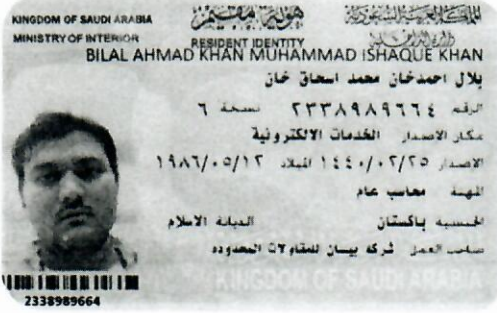 KINGDOM OF SAUDI ARABIA
MINISTRY OF INTERIOR
هوية مقيم
RESIDENT IDENTITY
المملكة العربية السعودية
وزارة الداخلية
BILAL AHMAD KHAN MUHAMMAD ISHAQUE KHAN
بلال احمدخان محمد اسحاق خان
الرقم ٢٣٣٨٩٨٩٦٦٤ نسخة ٦
مكان الاصدار الخدمات الالكترونية
الاصدار ١٤٤٠/٠٢/٢٥ الميلاد ١٩٨٦/٠٥/١٢
المهنة محاسب عام
الجنسية باكستان الديانة الاسلام
صاحب العمل شركة بيسان للمقاولات المحدوده
KINGDOM OF SAUDI ARABIA
2338989664